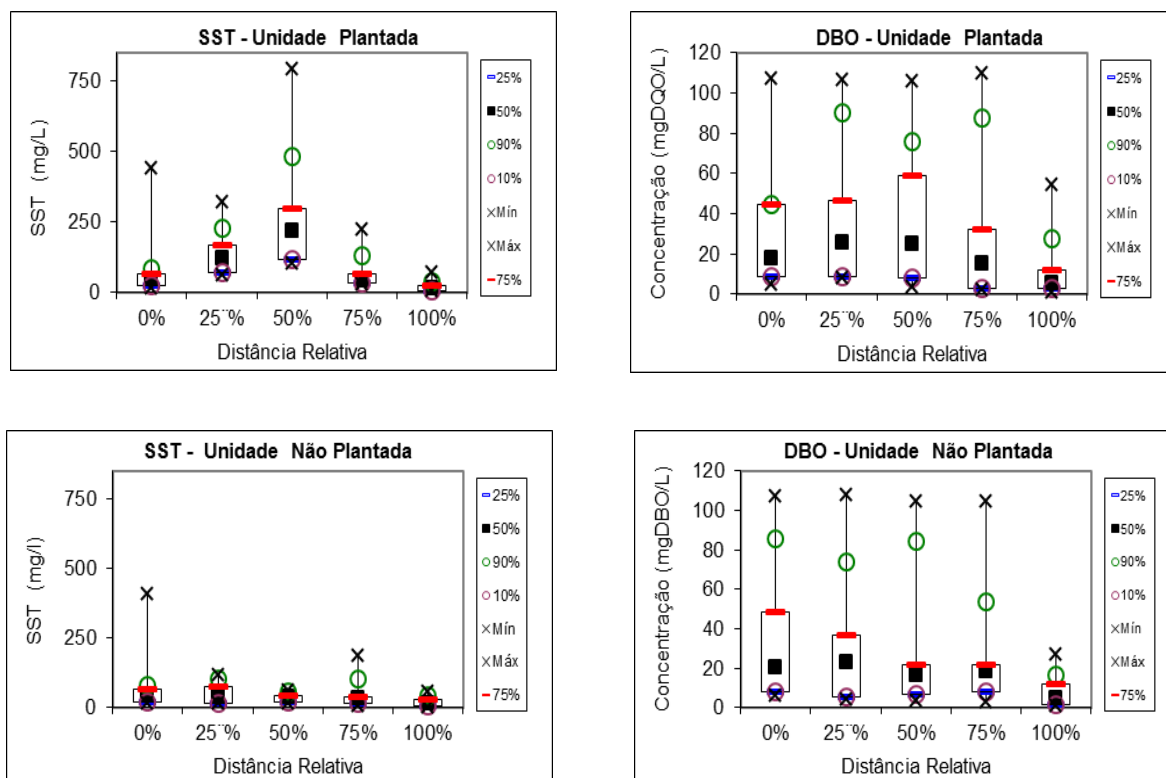 SST - Unidade Plantada
SST (mg/L)
750
500
250
0
0% 25¨% 50% 75% 100%
Distância Relativa
25%
50%
90%
10%
Mín
Máx
75%
DBO - Unidade Plantada
Concentração (mgDQO/L)
120
100
80
60
40
20
0
0% 25¨% 50% 75% 100%
Distância Relativa
25%
50%
90%
10%
Mín
Máx
75%
SST - Unidade Não Plantada
SST (mg/l)
750
500
250
0
0% 25¨% 50% 75% 100%
Distância Relativa
25%
50%
90%
10%
Mín
Máx
75%
DBO - Unidade Não Plantada
Concentração (mgDBO/L)
120
100
80
60
40
20
0
0% 25¨% 50% 75% 100%
Distância Relativa
25%
50%
90%
10%
Mín
Máx
75%